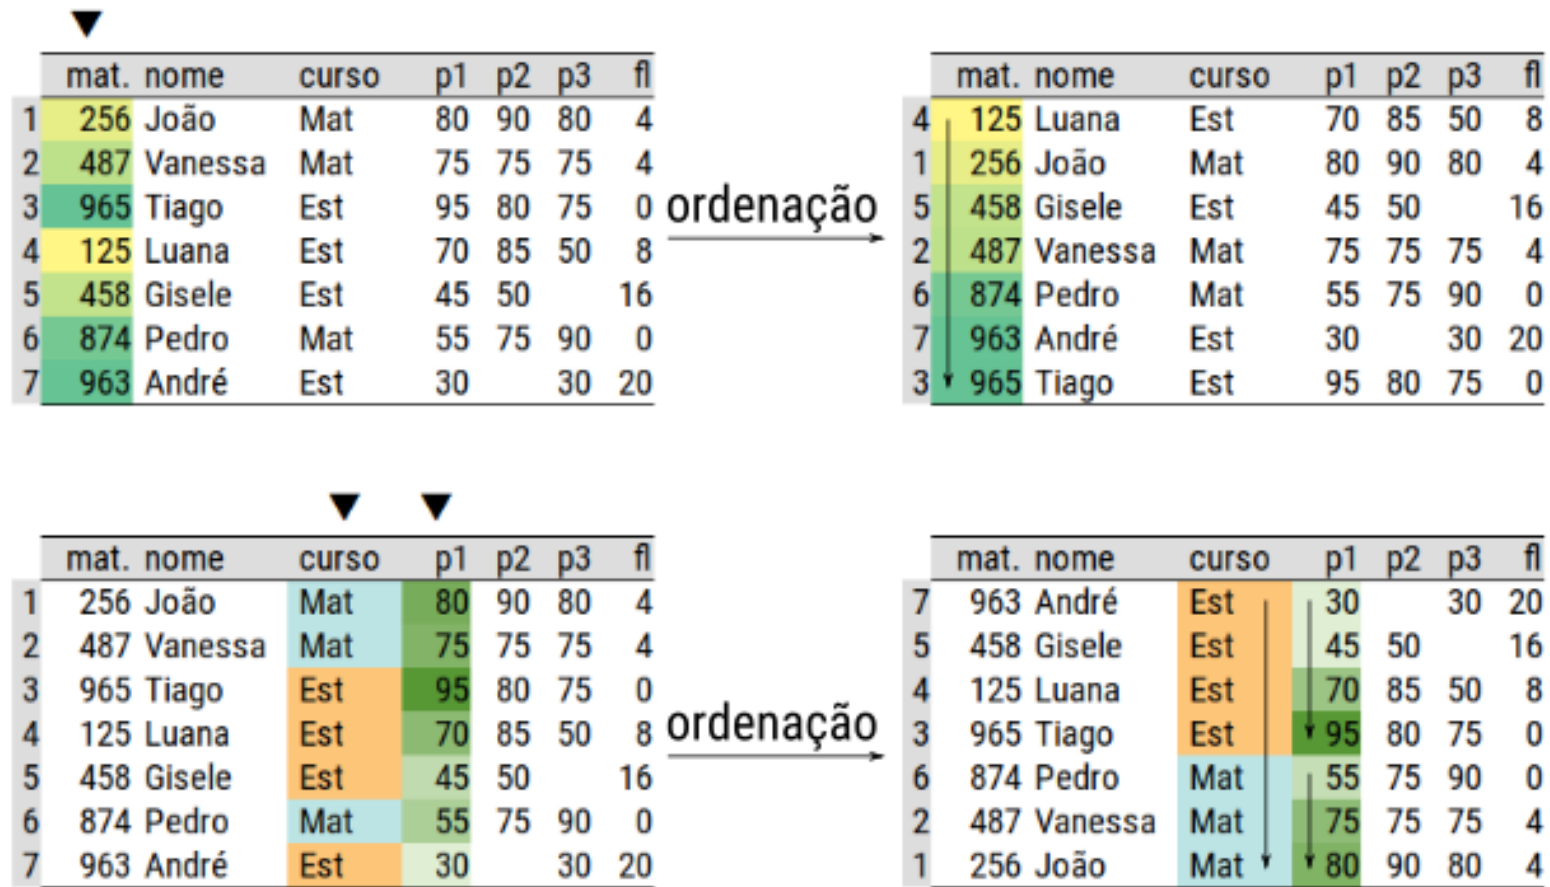 mat. nome curso p1 p2 p3 fl
1 256 João Mat 80 90 80 4
2 487 Vanessa Mat 75 75 75 4
3 965 Tiago Est 95 80 75 0
4 125 Luana Est 70 85 50 8
5 458 Gisele Est 45 50 16
6 874 Pedro Mat 55 75 90 0
7 963 André Est 30 30 20
ordenação
mat. nome curso p1 p2 p3 fl
4 125 Luana Est 70 85 50 8
1 256 João Mat 80 90 80 4
5 458 Gisele Est 45 50 16
2 487 Vanessa Mat 75 75 75 4
6 874 Pedro Mat 55 75 90 0
7 963 André Est 30 30 20
3 965 Tiago Est 95 80 75 0
mat. nome curso p1 p2 p3 fl
1 256 João Mat 80 90 80 4
2 487 Vanessa Mat 75 75 75 4
3 965 Tiago Est 95 80 75 0
4 125 Luana Est 70 85 50 8
5 458 Gisele Est 45 50 16
6 874 Pedro Mat 55 75 90 0
7 963 André Est 30 30 20
ordenação
mat. nome curso p1 p2 p3 fl
7 963 André Est 30 30 20
5 458 Gisele Est 45 50 16
4 125 Luana Est 70 85 50 8
3 965 Tiago Est 95 80 75 0
6 874 Pedro Mat 55 75 90 0
2 487 Vanessa Mat 75 75 75 4
1 256 João Mat 80 90 80 4